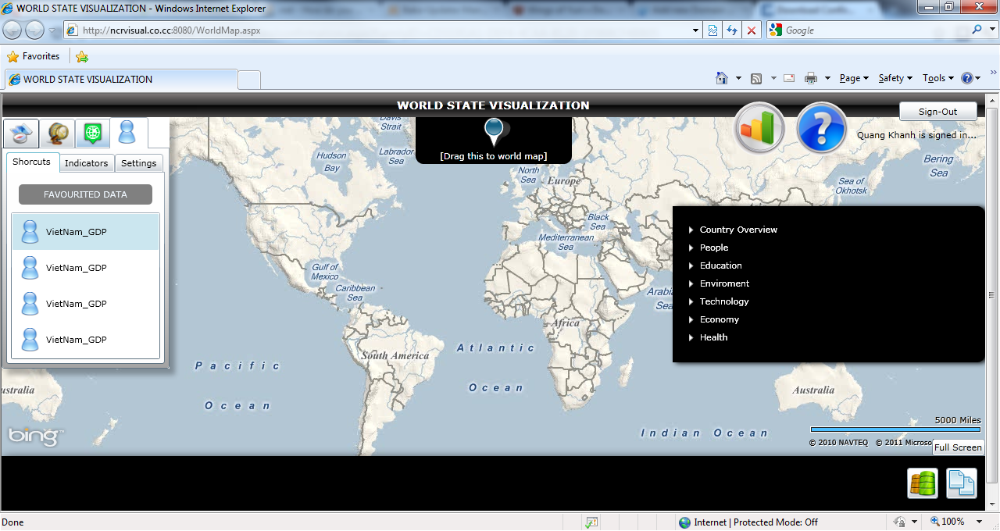 WORLD STATE VISUALIZATION - Windows Internet Explorer
http://ncrvisual.co.cc:8080/WorldMap.aspx
Google
Favorites
WORLD STATE VISUALIZATION
Page
Safety
Tools
WORLD STATE VISUALIZATION
Sign-Out
Quang Khanh is signed in...
[Drag this to world map]
Shorcuts
Indicators
Settings
FAVOURITED DATA
VietNam_GDP
VietNam_GDP
VietNam_GDP
VietNam_GDP
Davis
Strait
Labrador
Sea
Hudson
Bay
North
Sea
Europe
Bering
Sea
Sea of
Okhotsk
Black
Sea
Mediterranean
Sea
Gulf of
Mexico
Caribbean
Sea
Country Overview
People
Education
Enviroment
Technology
Economy
Health
Africa
South America
Atlantic
Ocean
Pacific
Ocean
Australia
Indian Ocean
bing
5000 Miles
© 2010 NAVTEQ © 2011
Full Screen
Done
Internet | Protected Mode: Off
100%